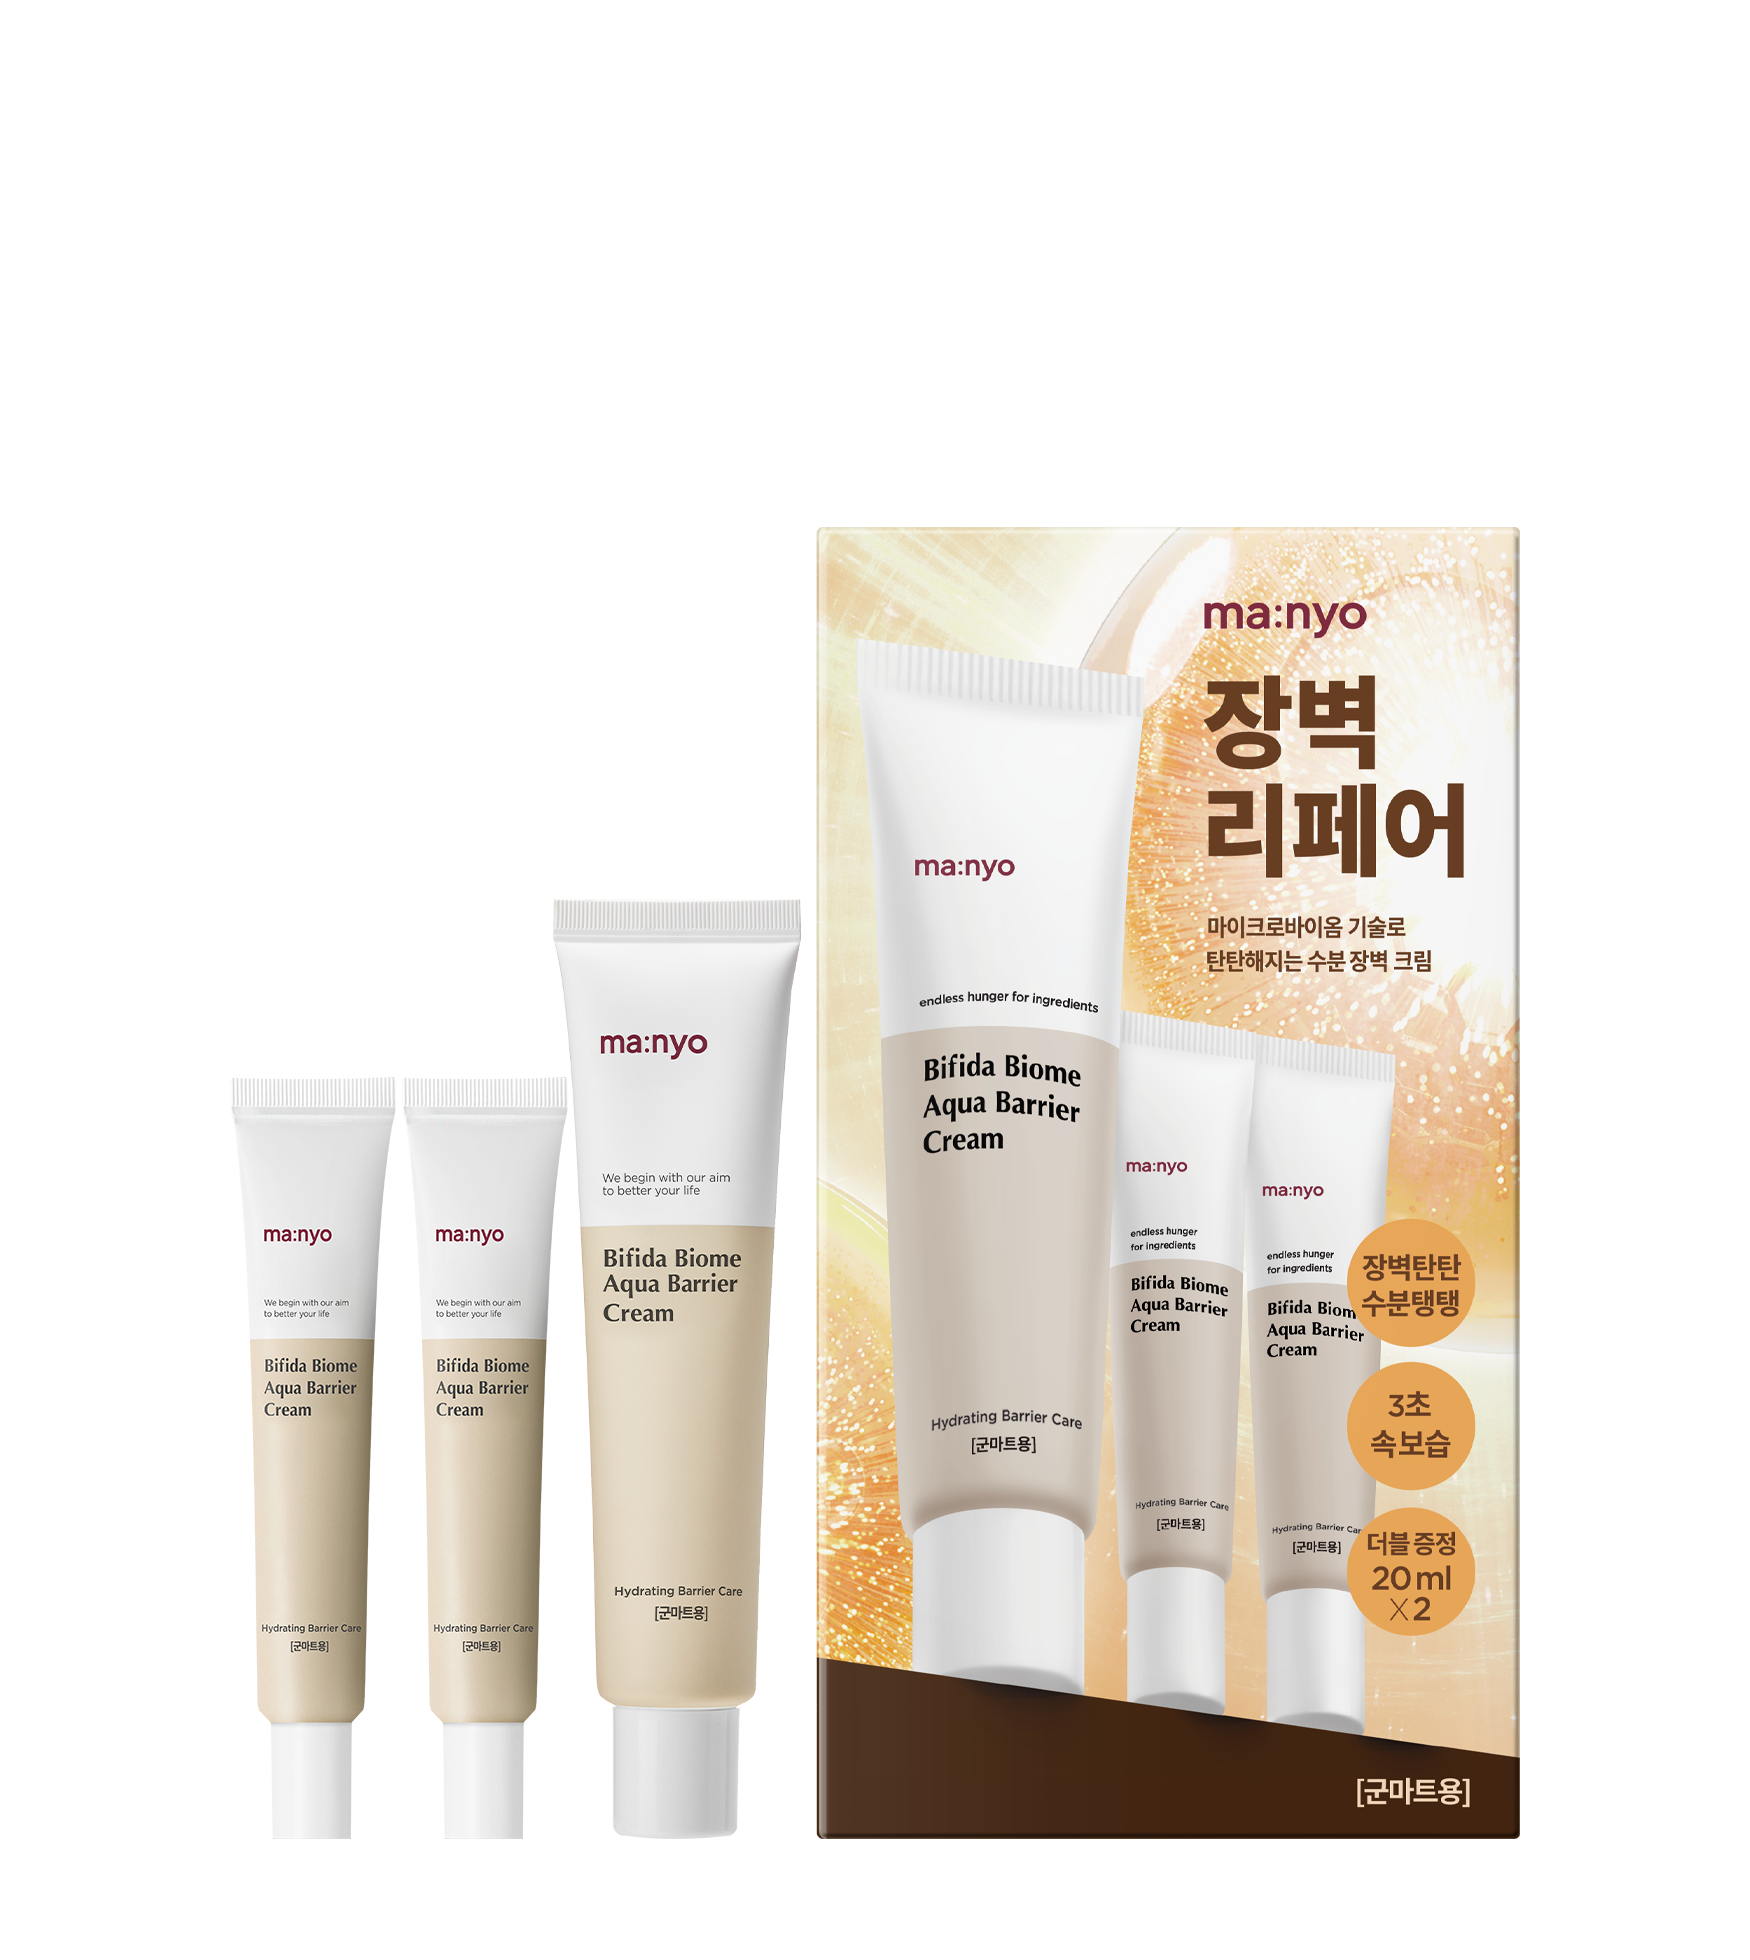 ma:nyo
We begin with our aim
to better your life
Bifida Biome
Aqua Barrier
Cream
Hydrating Barrier Care
[군마트용]
ma:nyo
We begin with our aim
to better your life
Bifida Biome
Aqua Barrier
Cream
Hydrating Barrier Care
[군마트용]
ma:nyo
We begin with our aim
to better your life
Bifida Biome
Aqua Barrier
Cream
Hydrating Barrier Care
[군마트용]
ma:nyo
장벽
리페어
마이크로바이옴 기술로
탄탄해지는 수분 장벽 크림
ma:nyo
endless hunger for ingredients
Bifida Biome
Aqua Barrier
Cream
Hydrating Barrier Care
[군마트용]
ma:nyo
endless hunger
for ingredients
Bifida Biome
Aqua Barrier
Cream
Hydrating Barrier Care
[군마트용]
ma:nyo
endless hunger
for ingredients
Bifida Biom
Aqua Barrier
Cream
Hydrating Barrier Car
[군마트용]
장벽탄탄
수분탱탱
3초
속보습
더블 증정
20ml
X2
[군마트용]